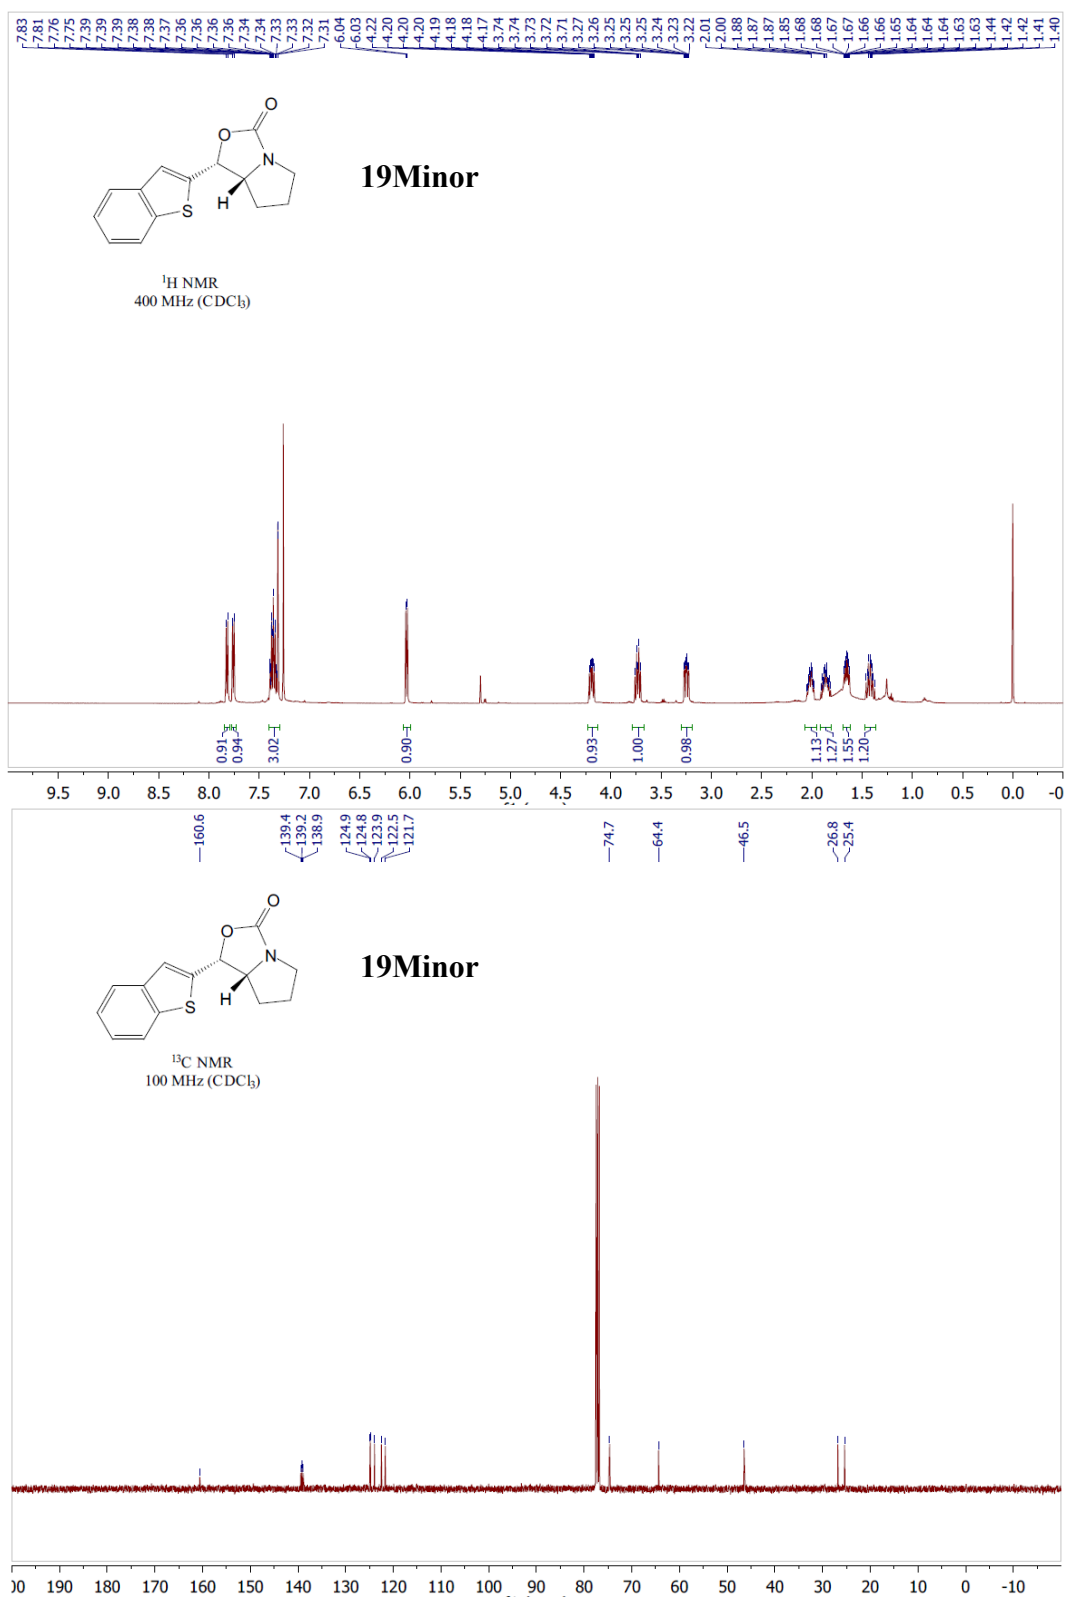 7.83 7.81 7.76 7.75 7.39 7.39 7.39 7.38 7.38 7.37 7.36 7.36 7.36 7.36 7.34 7.34 7.33 7.33 7.32 7.31 6.04 6.03 4.22 4.20 4.20 4.20 4.19 4.18 4.18 4.17 3.74 3.74 3.73 3.72 3.71 3.27 3.26 3.25 3.25 3.25 3.24 3.23 3.22 2.01 2.00 1.88 1.87 1.87 1.85 1.68 1.68 1.67 1.67 1.66 1.66 1.65 1.64 1.64 1.64 1.63 1.63 1.44 1.42 1.42 1.41 1.40
O
O
N
H
S
19Minor
¹H NMR
400 MHz (CDCl₃)
0.91 0.94 3.02 0.90 0.93 1.00 0.98 1.13 1.27 1.55 1.20
9.5 9.0 8.5 8.0 7.5 7.0 6.5 6.0 5.5 5.0 4.5 4.0 3.5 3.0 2.5 2.0 1.5 1.0 0.5 0.0 -0
160.6 139.4 139.2 138.9 124.9 124.8 123.9 122.5 121.7 74.7 64.4 46.5 26.8 25.4
O
O
N
H
S
19Minor
¹³C NMR
100 MHz (CDCl₃)
00 190 180 170 160 150 140 130 120 110 100 90 80 70 60 50 40 30 20 10 0 -10